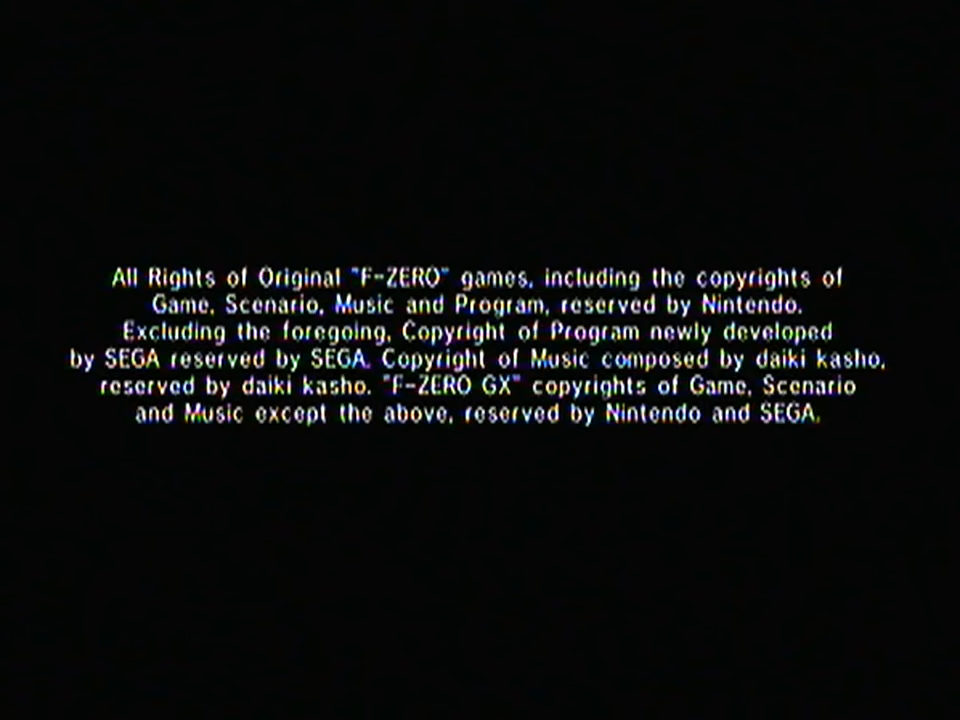 All Rights of Original "F-ZERO" games, including the copyrights of
Game, Scenario, Music and Program, reserved by Nintendo.
Excluding the foregoing, Copyright of Program newly developed
by SEGA reserved by SEGA. Copyright of Music composed by daiki kasho,
reserved by daiki kasho. "F-ZERO GX" copyrights of Game, Scenario
and Music except the above, reserved by Nintendo and SEGA.